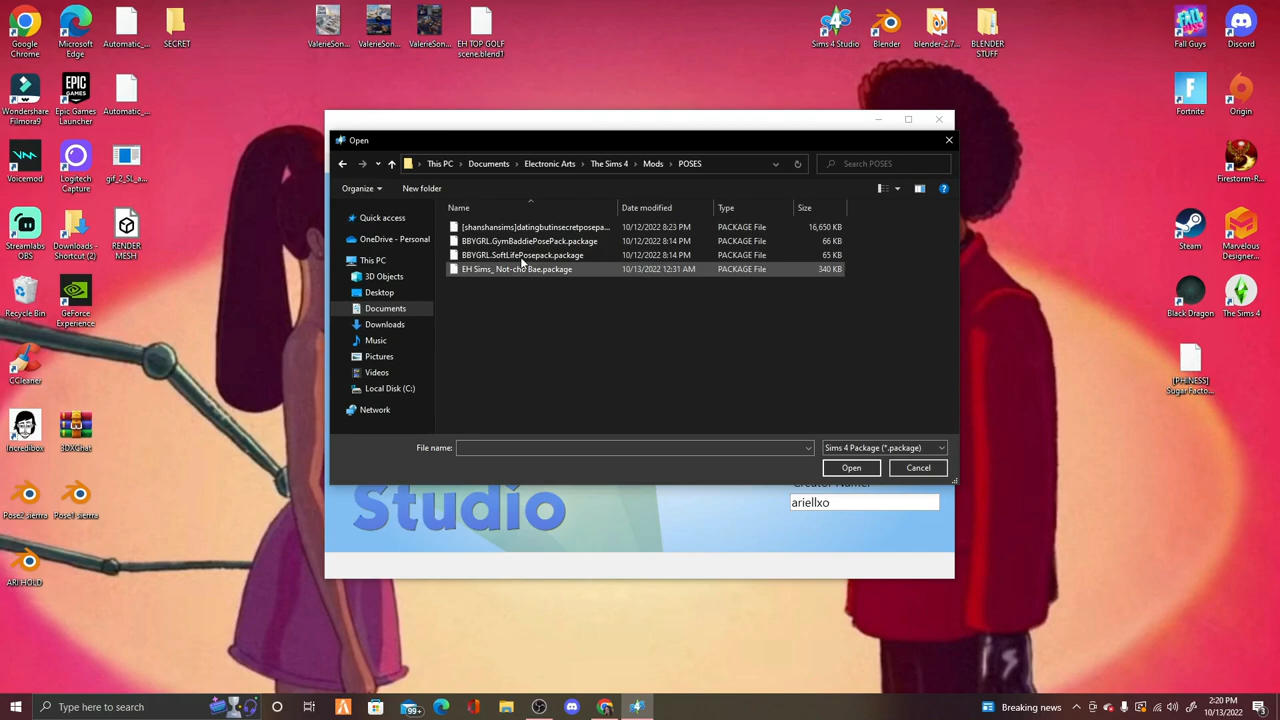 Google Chrome
Microsoft Edge
Automatic_...
SECRET
ValerieSon...
ValerieSon...
ValerieSon...
EH TOP GOLF scene.blend1
Sims 4 Studio
Blender
blender-2.7...
BLENDER STUFF
Fall Guys
Discord
Wondershare Filmora9
Epic Games Launcher
Automatic_...
Fortnite
Origin
Voicemod
Logitech Capture
gif_2_SL_a...
Firestorm-R...
Streamlabs OBS
Downloads - Shortcut (2)
RENDER MESH
Steam
Marvelous Designer...
Recycle Bin
GeForce Experience
Black Dragon
The Sims 4
CCleaner
[PHINESS] Sugar Facto...
Incredibox
3DXChat
Pose2 sierra
Pose1 sierra
ARI HOLD
Open
This PC
Documents
Electronic Arts
The Sims 4
Mods
POSES
Search POSES
Organize
New folder
Name
Date modified
Type
Size
Quick access
OneDrive - Personal
This PC
3D Objects
Desktop
Documents
Downloads
Music
Pictures
Videos
Local Disk (C:)
Network
[shanshansims]datingbutinsecretposepa... 10/12/2022 8:23 PM PACKAGE File 16,650 KB
BBYGRL.GymBaddiePosePack.package 10/12/2022 8:14 PM PACKAGE File 66 KB
BBYGRL.SoftLifePosepack.package 10/12/2022 8:14 PM PACKAGE File 65 KB
EH Sims_ Not-cho Bae.package 10/13/2022 12:31 AM PACKAGE File 340 KB
File name:
Sims 4 Package (*.package)
Open
Cancel
Studio
Creator Name:
ariellxo
Type here to search
99+
Breaking news
2:20 PM
10/13/2022
3